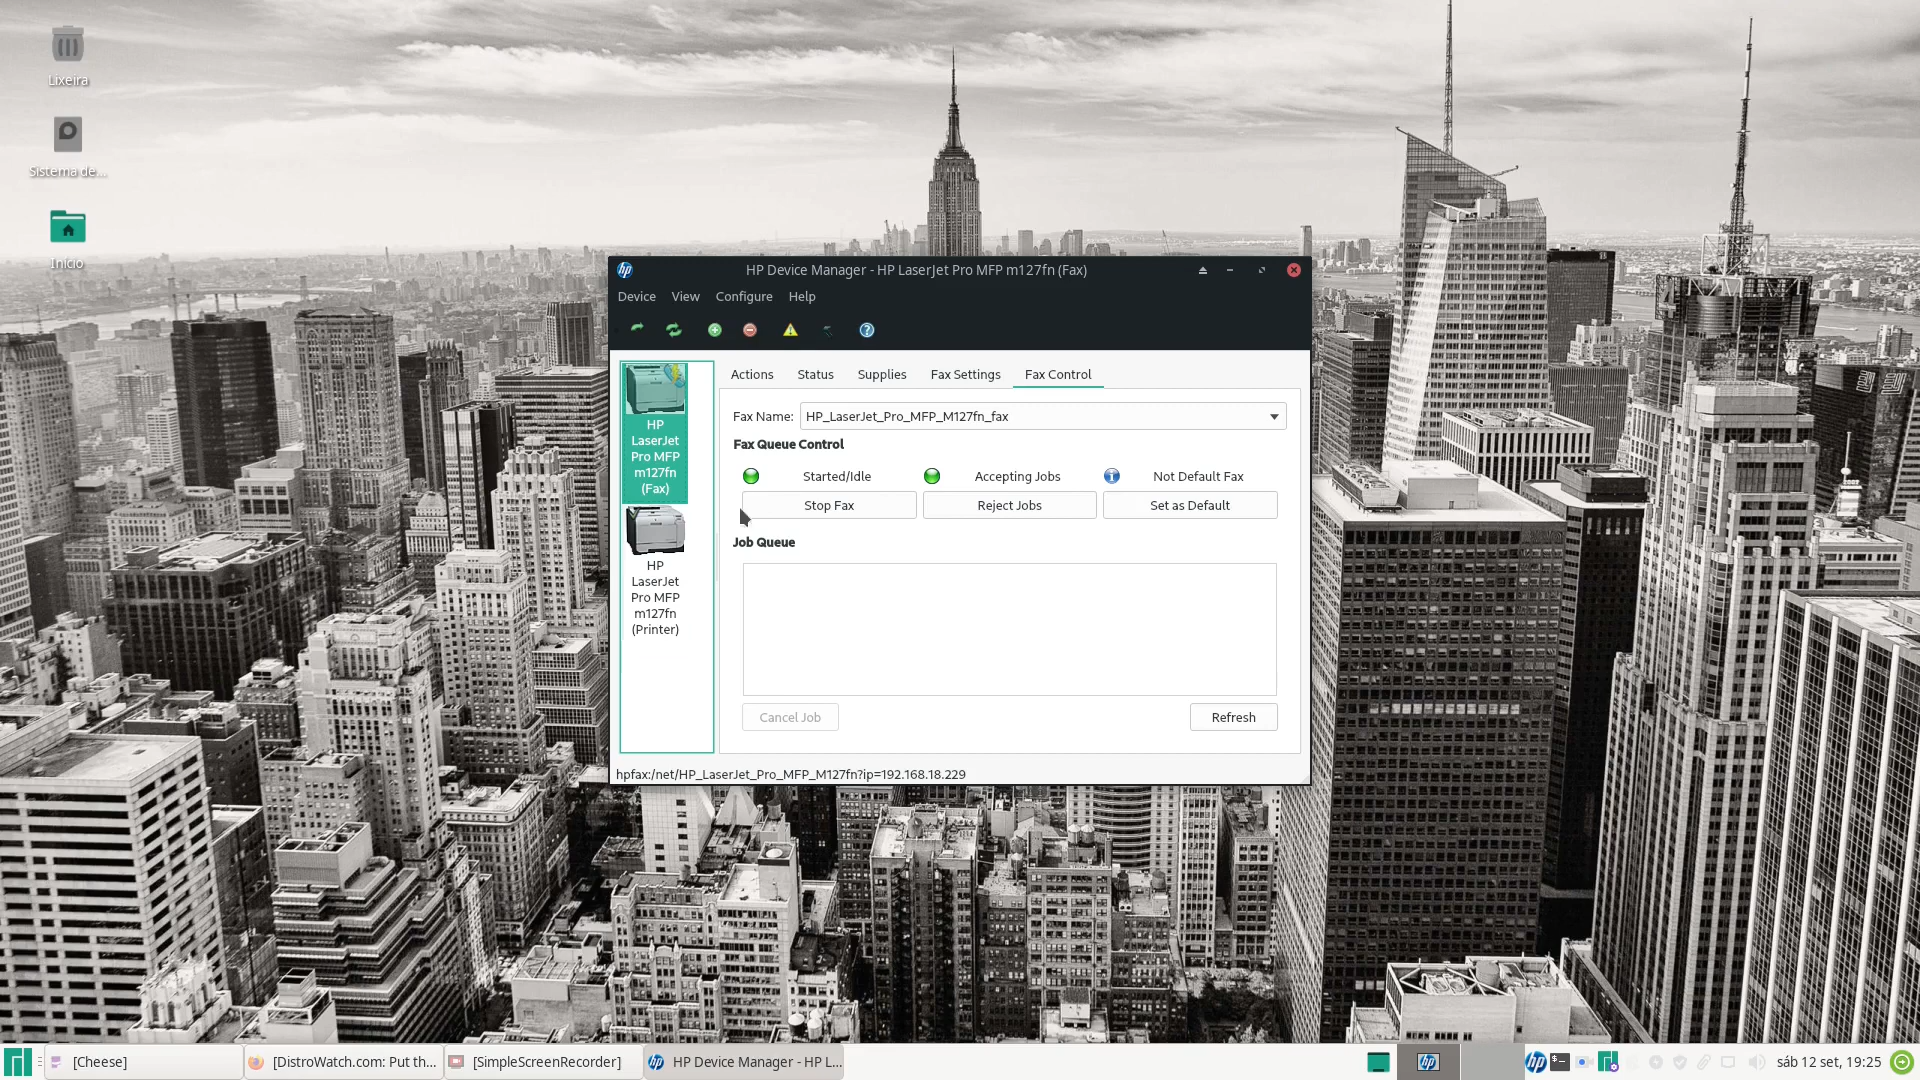 Lixeira
Sistema de...
Início
HP Device Manager - HP LaserJet Pro MFP m127fn (Fax)
Device View Configure Help
Actions Status Supplies Fax Settings Fax Control
HP
LaserJet
Pro MFP
m127fn
(Fax)
HP
LaserJet
Pro MFP
m127fn
(Printer)
Fax Name: HP_LaserJet_Pro_MFP_M127fn_fax
Fax Queue Control
Started/Idle Accepting Jobs Not Default Fax
Stop Fax Reject Jobs Set as Default
Job Queue
Cancel Job Refresh
hpfax:/net/HP_LaserJet_Pro_MFP_M127fn?ip=192.168.18.229
[Cheese] [DistroWatch.com: Put th... [SimpleScreenRecorder] HP Device Manager - HP L... sáb 12 set, 19:25